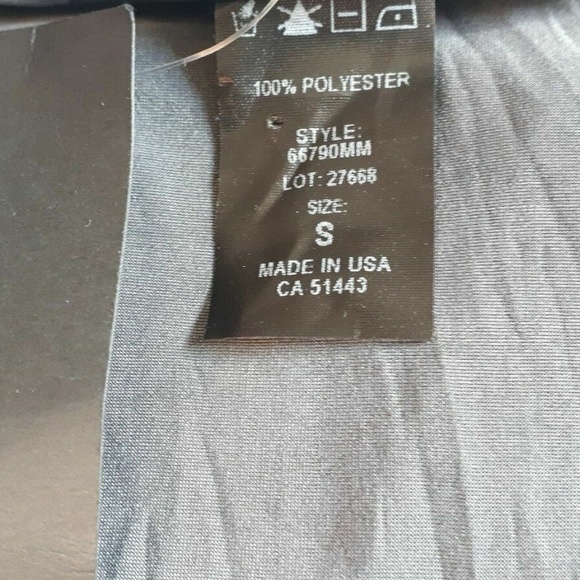 100% POLYESTER
STYLE:
66790MM
LOT: 27668
SIZE:
S
MADE IN USA
CA 51443